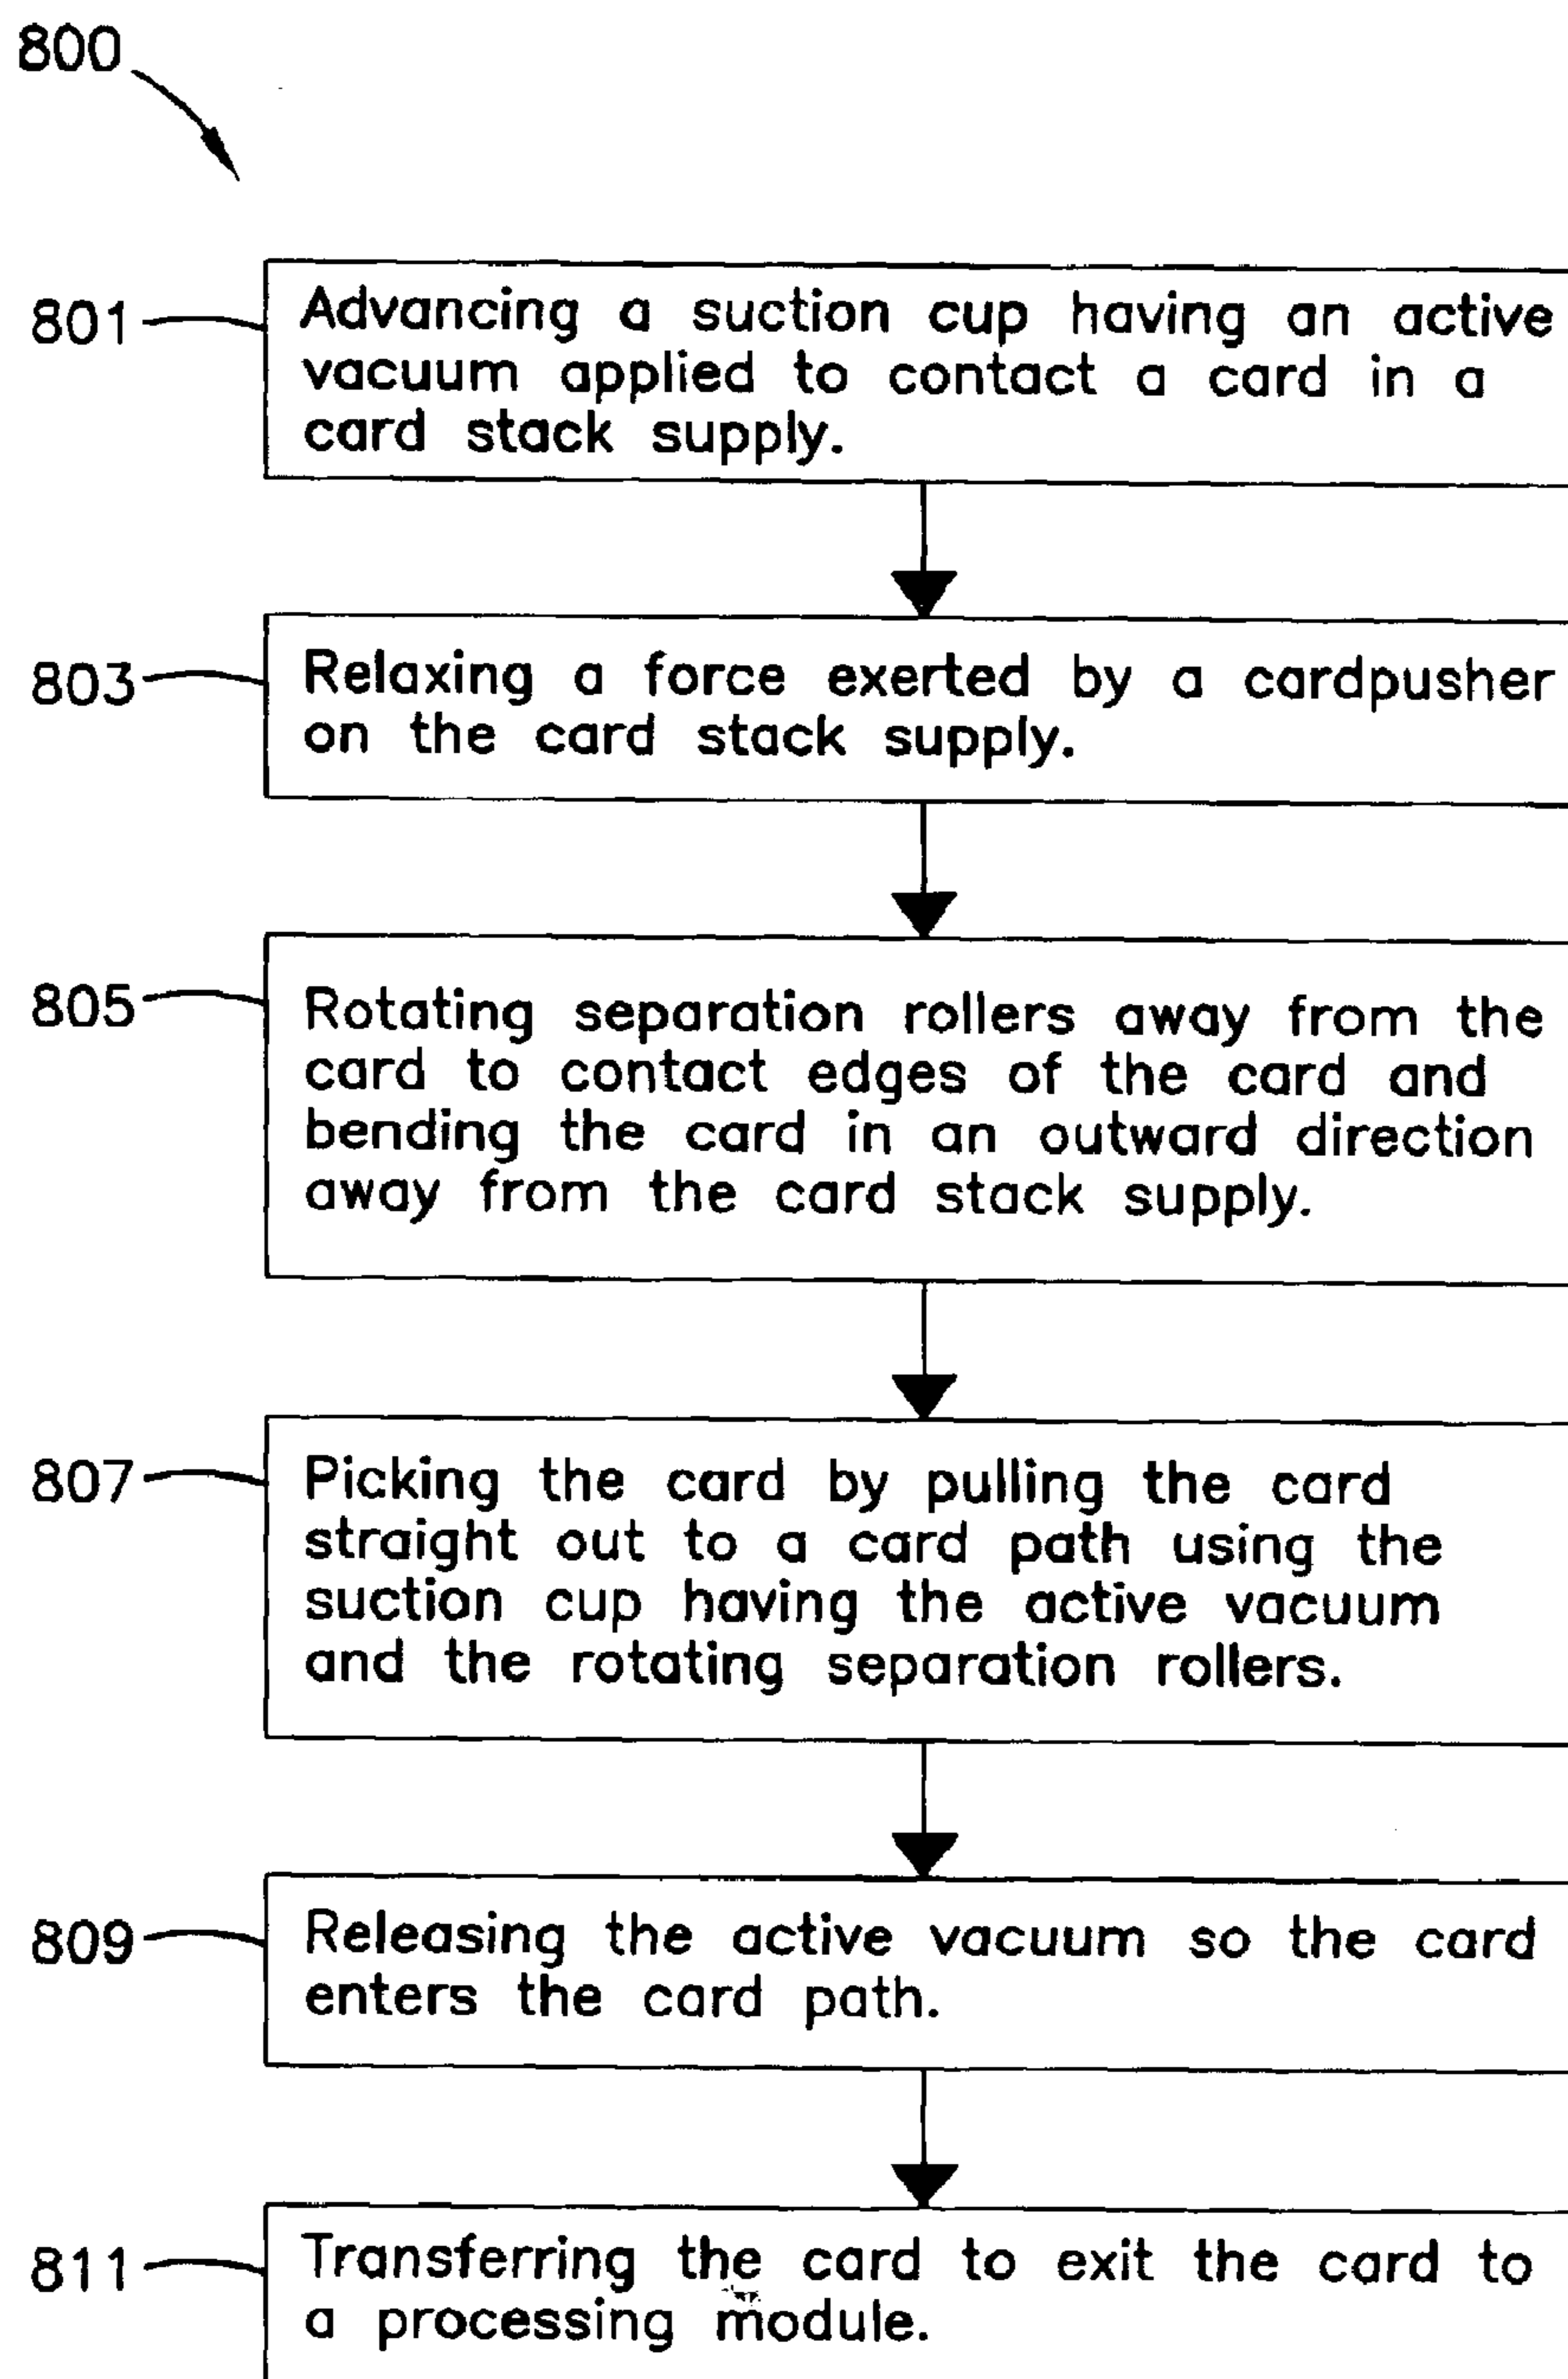 800
801
Advancing a suction cup having an active
vacuum applied to contact a card in a
card stack supply.
803
Relaxing a force exerted by a cardpusher
on the card stack supply.
805
Rotating separation rollers away from the
card to contact edges of the card and
bending the card in an outward direction
away from the card stack supply.
807
Picking the card by pulling the card
straight out to a card path using the
suction cup having the active vacuum
and the rotating separation rollers.
809
Releasing the active vacuum so the card
enters the card path.
811
Transferring the card to exit the card to
a processing module.